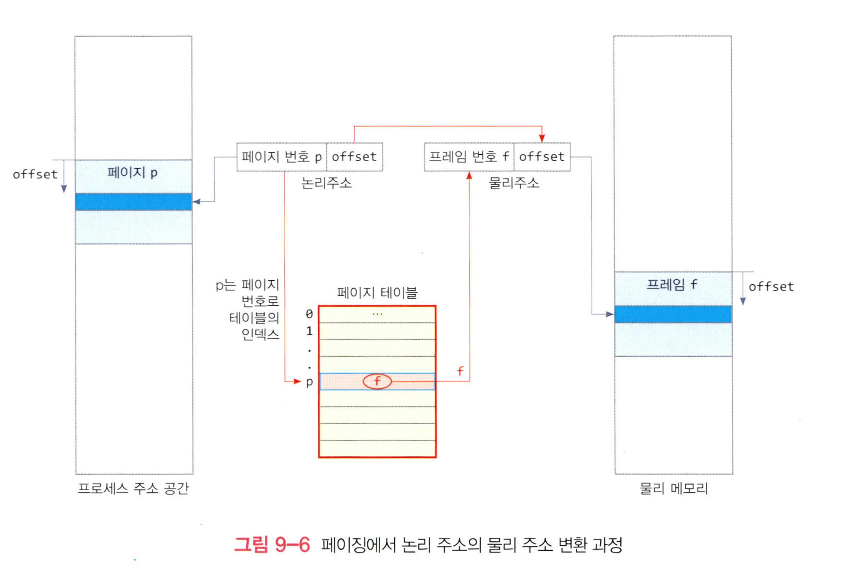 offset
페이지 p
페이지 번호 p offset
논리주소
프레임 번호 f offset
물리주소
p는 페이지
번호로
테이블의
인덱스
페이지 테이블
0
...
1
.
.
p
f
f
프레임 f
offset
프로세스 주소 공간
물리 메모리
그림 9-6 페이징에서 논리 주소의 물리 주소 변환 과정